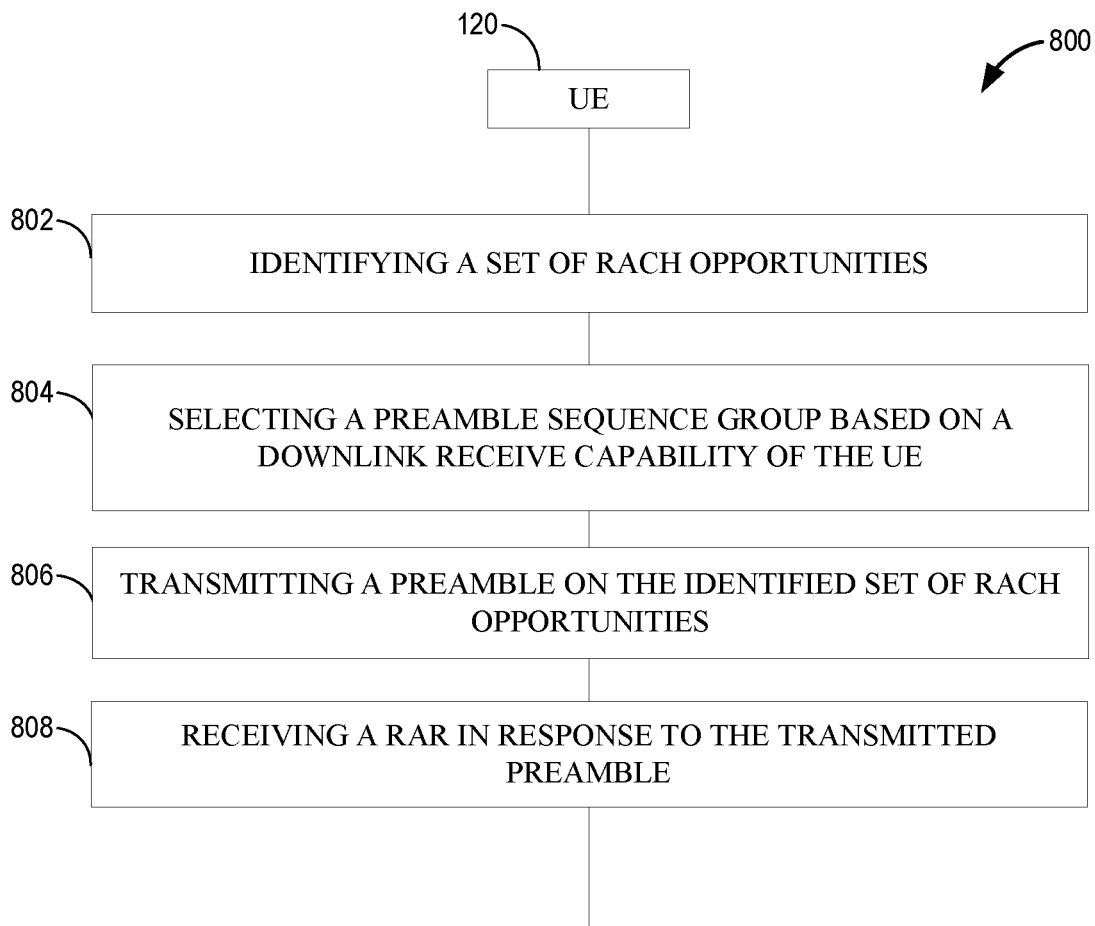 120
800
UE
802
IDENTIFYING A SET OF RACH OPPORTUNITIES
804
SELECTING A PREAMBLE SEQUENCE GROUP BASED ON A
DOWNLINK RECEIVE CAPABILITY OF THE UE
806
TRANSMITTING A PREAMBLE ON THE IDENTIFIED SET OF RACH
OPPORTUNITIES
808
RECEIVING A RAR IN RESPONSE TO THE TRANSMITTED
PREAMBLE